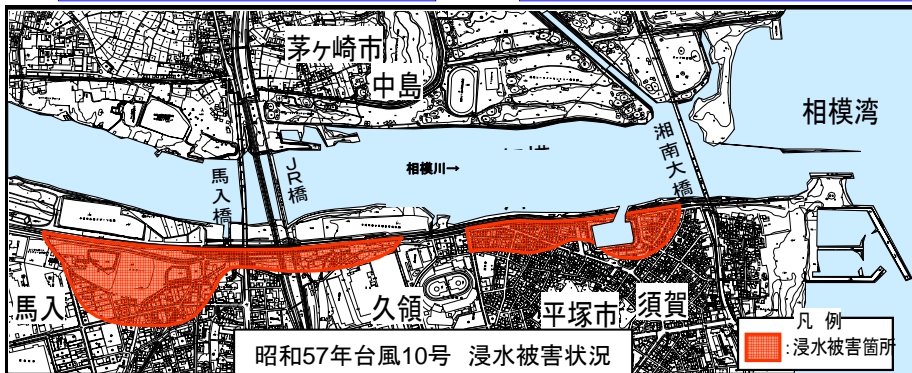 茅ヶ崎市
中島
相模湾
湘南大橋
相模川→
JR橋
馬入橋
馬入
久領
平塚市
須賀
凡 例
:浸水被害箇所
昭和57年台風10号 浸水被害状況